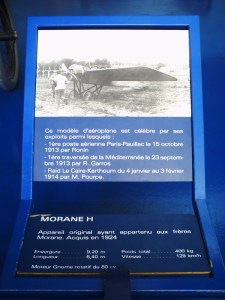 Ce modèle d'aéroplane est célèbre par ses
exploits parmi lesquels :
- 1ère poste aérienne Paris-Pauillac le 15 octobre
1913 par Ronin
- 1ère traversée de la Méditerranée le 23 septem-
bre 1913 par R. Garros
- Raid Le Caire-Karthoum du 4 janvier au 3 février
1914 par M. Pourpe.
MORANE H
Appareil original ayant appartenu aux frères
Morane. Acquis en 1924
Envergure 9,20 m Poids total 400 kg
Longueur 6,40 m Vitesse 129 km/h
Moteur Gnome rotatif de 80 cv.